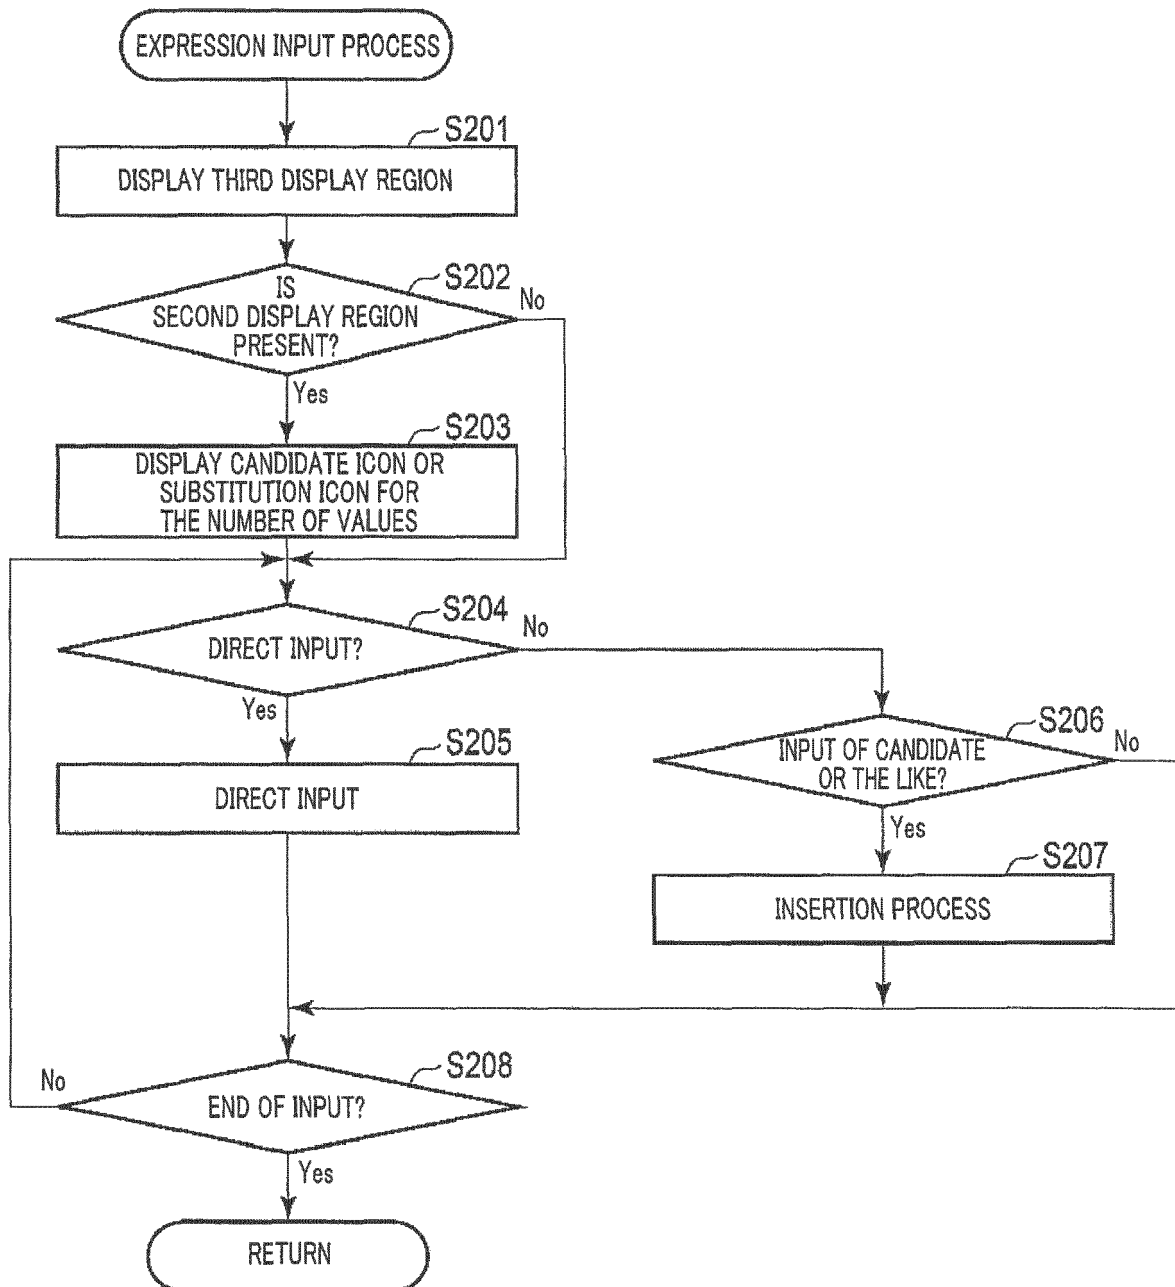 EXPRESSION INPUT PROCESS
S201
DISPLAY THIRD DISPLAY REGION
S202
IS
SECOND DISPLAY REGION
PRESENT?
No
Yes
S203
DISPLAY CANDIDATE ICON OR
SUBSTITUTION ICON FOR
THE NUMBER OF VALUES
S204
DIRECT INPUT?
No
Yes
S205
DIRECT INPUT
S206
INPUT OF CANDIDATE
OR THE LIKE?
No
Yes
S207
INSERTION PROCESS
S208
END OF INPUT?
No
Yes
RETURN